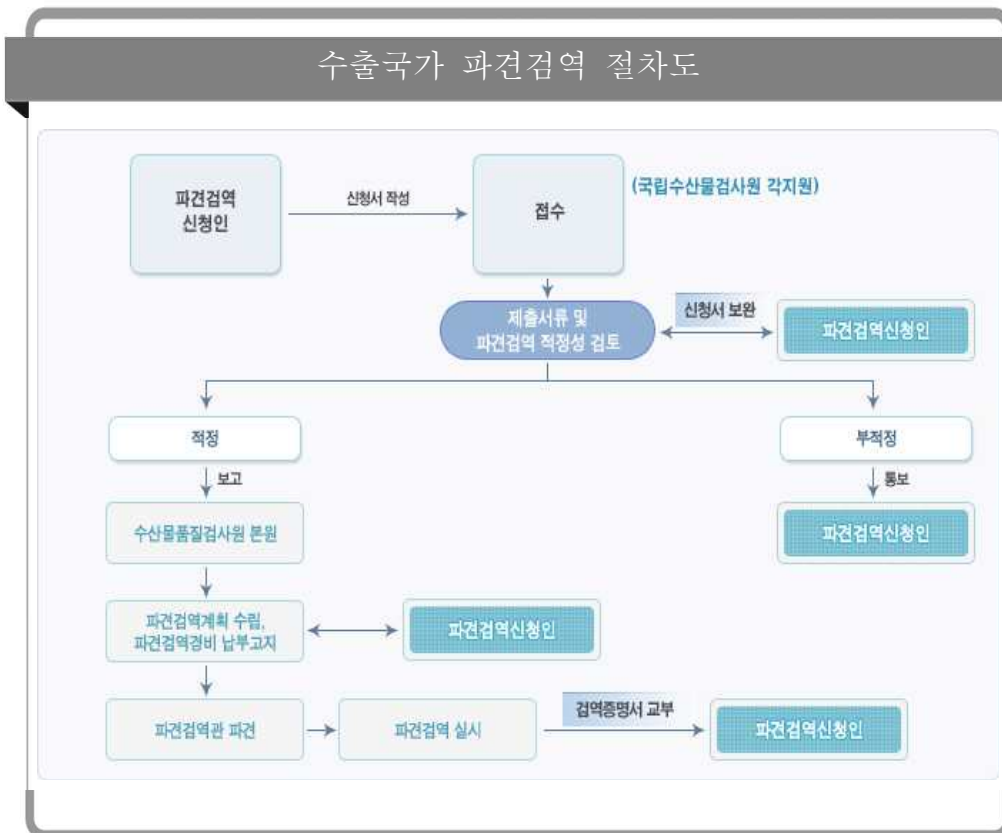 수출국가 파견검역 절차도
파견검역
신청인
신청서 작성
접수
(국립수산물검사원 각지원)
제출서류 및
파견검역 적정성 검토
신청서 보완
파견검역신청인
적정
부적정
보고
통보
수산물품질검사원 본원
파견검역신청인
파견검역계획 수립,
파견검역경비 납부고지
파견검역신청인
파견검역관 파견
파견검역 실시
검역증명서 교부
파견검역신청인